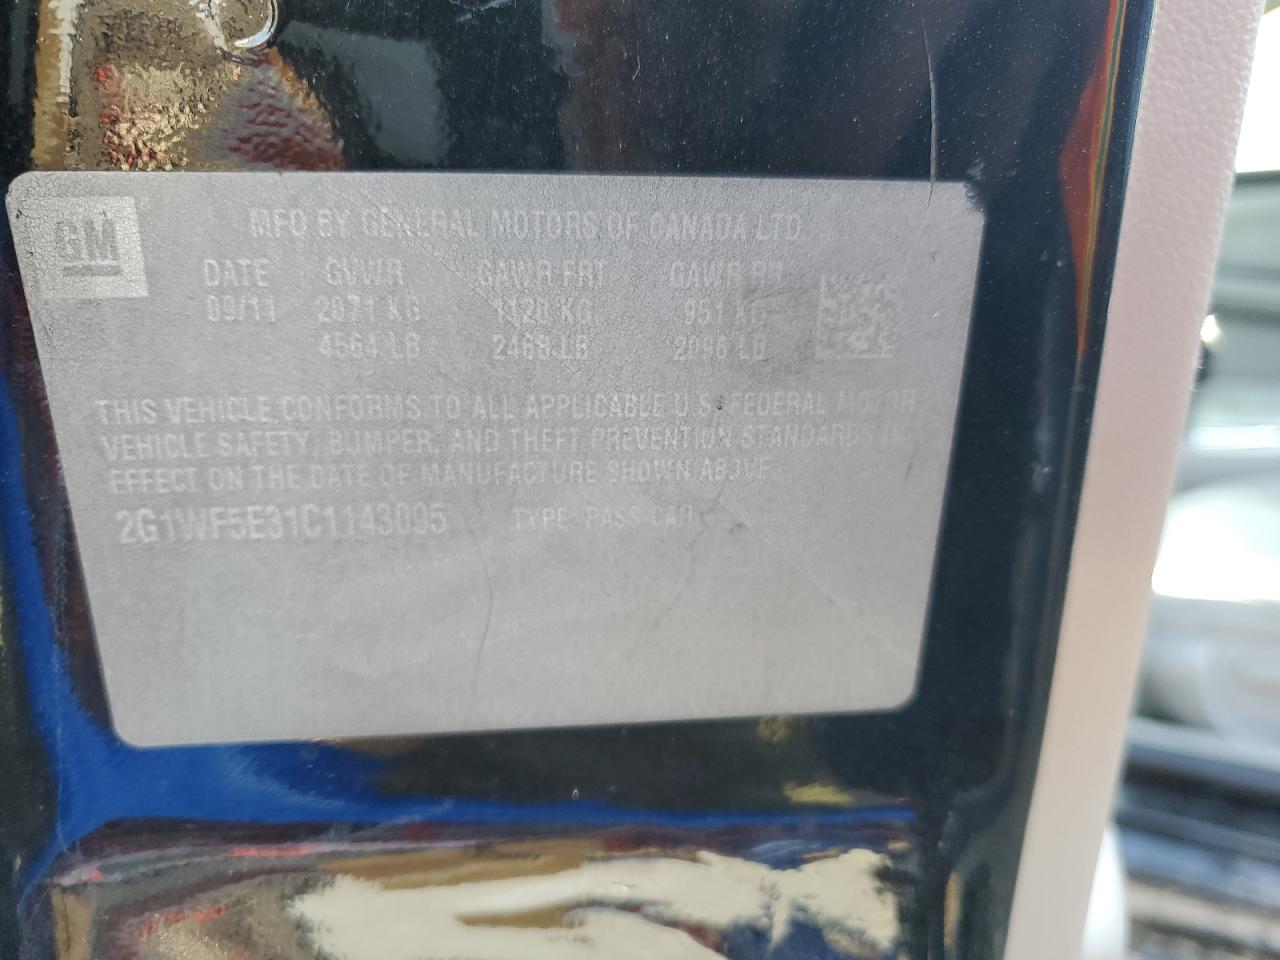 GM
MFD BY GENERAL MOTORS OF CANADA LTD
DATE GVWR GAWR FRT GAWR RR
09/11 2071 KG 1120 KG 951 KG
4564 LB 2468 LB 2096 LB
THIS VEHICLE CONFORMS TO ALL APPLICABLE U.S. FEDERAL MOTOR
VEHICLE SAFETY, BUMPER, AND THEFT PREVENTION STANDARDS IN
EFFECT ON THE DATE OF MANUFACTURE SHOWN ABOVE
2G1WF5E31C1143095 TYPE: PASS CAR